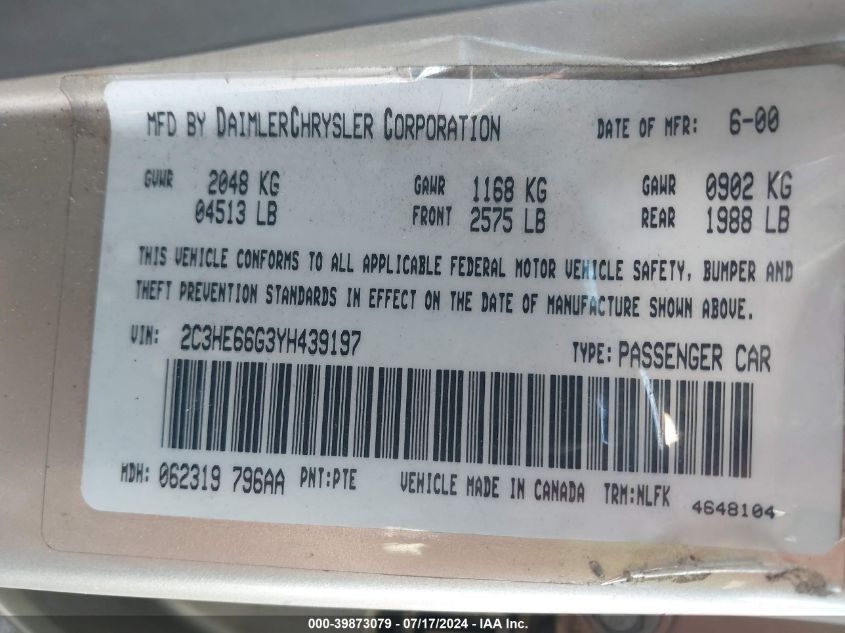 MFD BY DAIMLERCHRYSLER CORPORATION DATE OF MFR: 6-00
GVWR 2048 KG GAWR 1168 KG GAWR 0902 KG
04513 LB FRONT 2575 LB REAR 1988 LB
THIS VEHICLE CONFORMS TO ALL APPLICABLE FEDERAL MOTOR VEHICLE SAFETY, BUMPER AND
THEFT PREVENTION STANDARDS IN EFFECT ON THE DATE OF MANUFACTURE SHOWN ABOVE.
VIN: 2C3HE66G3YH439197 TYPE: PASSENGER CAR
MDH: 062319 796AA PNT:PTE VEHICLE MADE IN CANADA TRM:NLFK
4648104
000-39873079 - 07/17/2024 - IAA Inc.